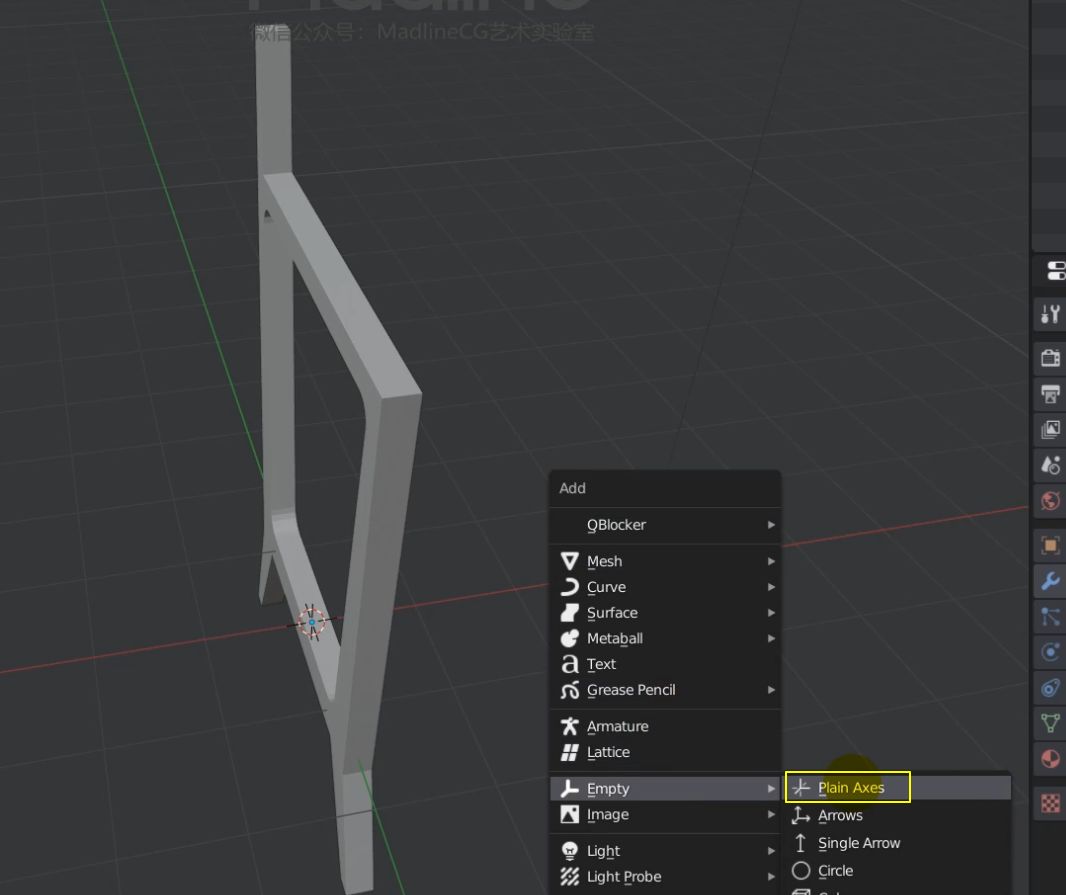 微信公众号：MadlineCG艺术实验室
Add
QBlocker
Mesh
Curve
Surface
Metaball
Text
Grease Pencil
Armature
Lattice
Empty
Image
Light
Light Probe
Plain Axes
Arrows
Single Arrow
Circle